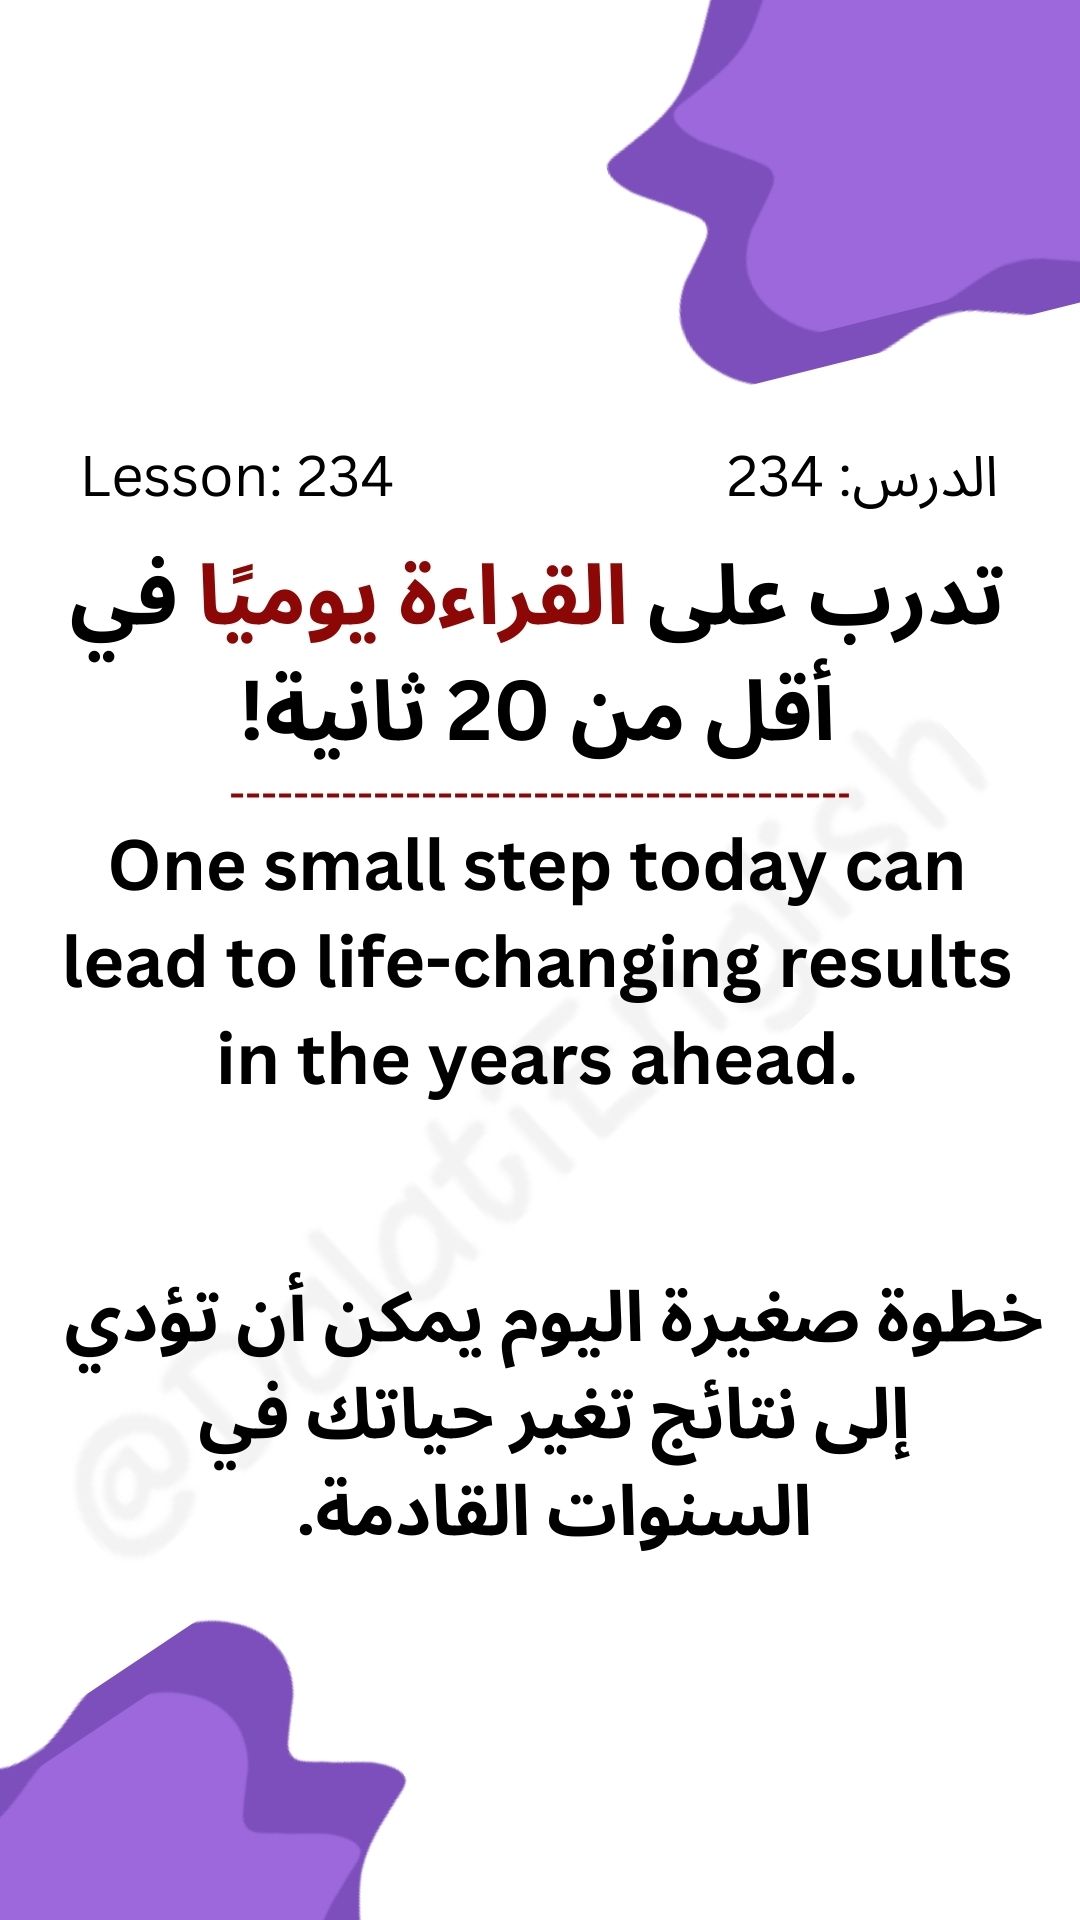 Lesson: 234
الدرس: 234
تدرب على القراءة يوميًا في
أقل من 20 ثانية!
---------------------------------------
One small step today can
lead to life-changing results
in the years ahead.
خطوة صغيرة اليوم يمكن أن تؤدي
إلى نتائج تغير حياتك في
السنوات القادمة.
@DalatiEnglish